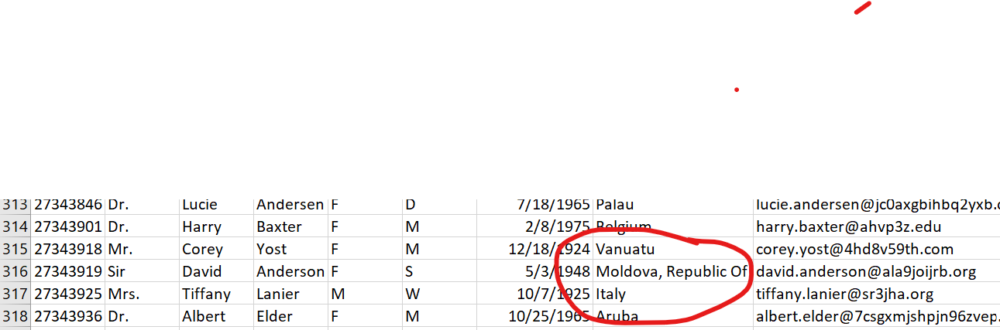 313 27343846 Dr. Lucie Andersen F D 7/18/1965 Palau lucie.andersen@jc0axgbihbq2yxb.
314 27343901 Dr. Harry Baxter F M 2/8/1975 Belgium harry.baxter@ahvp3z.edu
315 27343918 Mr. Corey Yost F M 12/18/1924 Vanuatu corey.yost@4hd8v59th.com
316 27343919 Sir David Anderson F S 5/3/1948 Moldova, Republic Of david.anderson@ala9joijrb.org
317 27343925 Mrs. Tiffany Lanier M W 10/7/1925 Italy tiffany.lanier@sr3jha.org
318 27343936 Dr. Albert Elder F M 10/25/1965 Aruba albert.elder@7csgxmjshpjn96zvep.